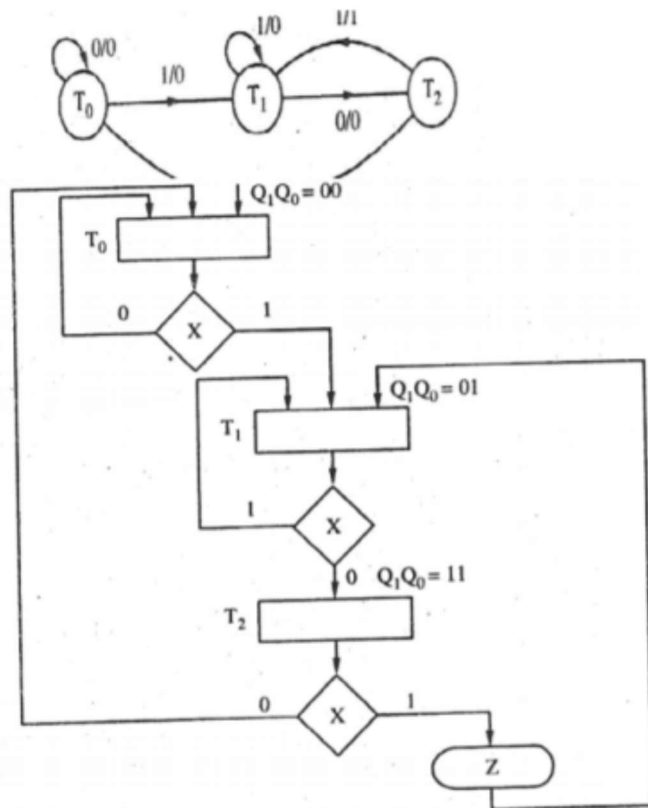 0/0
1/0
1/0
1/1
0/0
T₀
T₁
T₂
Q₁Q₀ = 00
T₀
0
X
1
Q₁Q₀ = 01
T₁
1
X
0
Q₁Q₀ = 11
T₂
0
X
1
Z